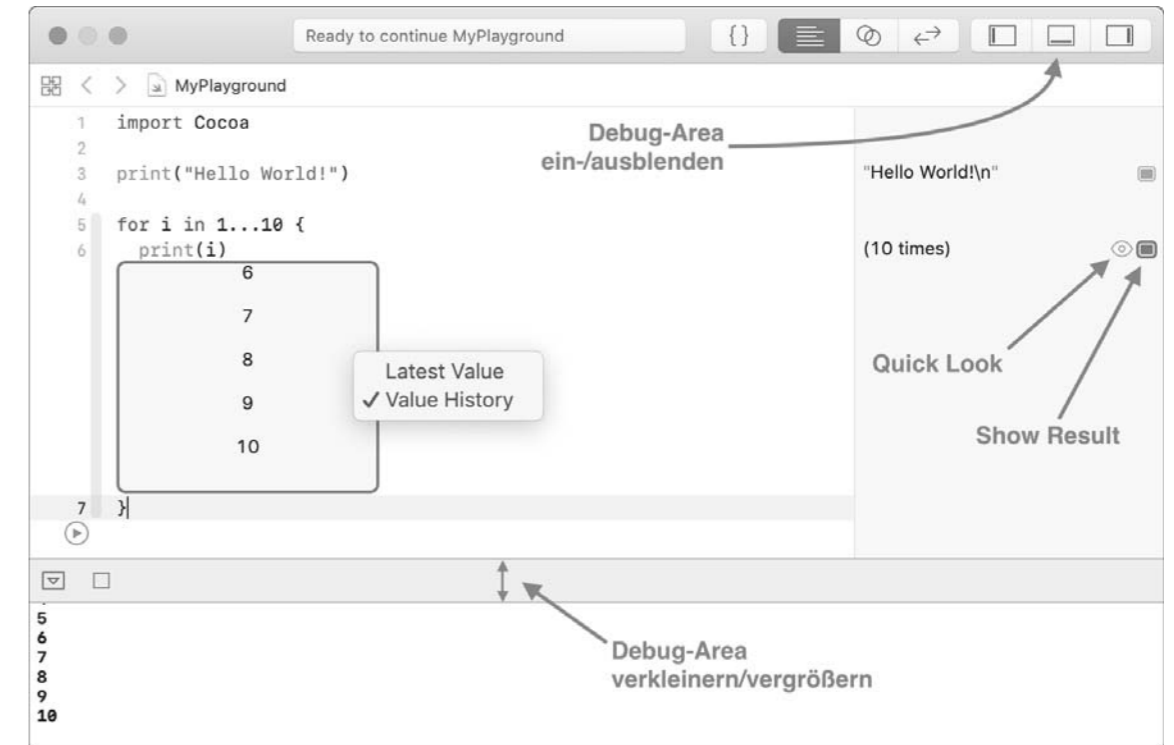 Ready to continue MyPlayground
{ }
MyPlayground
1 import Cocoa
2
3 print("Hello World!")
4
5 for i in 1...10 {
6 print(i)
6
7
8
9
10
Latest Value
✓ Value History
7 }
Debug-Area
ein-/ausblenden
"Hello World!\n"
(10 times)
Quick Look
Show Result
Debug-Area
verkleinern/vergrößern
5
6
7
8
9
10